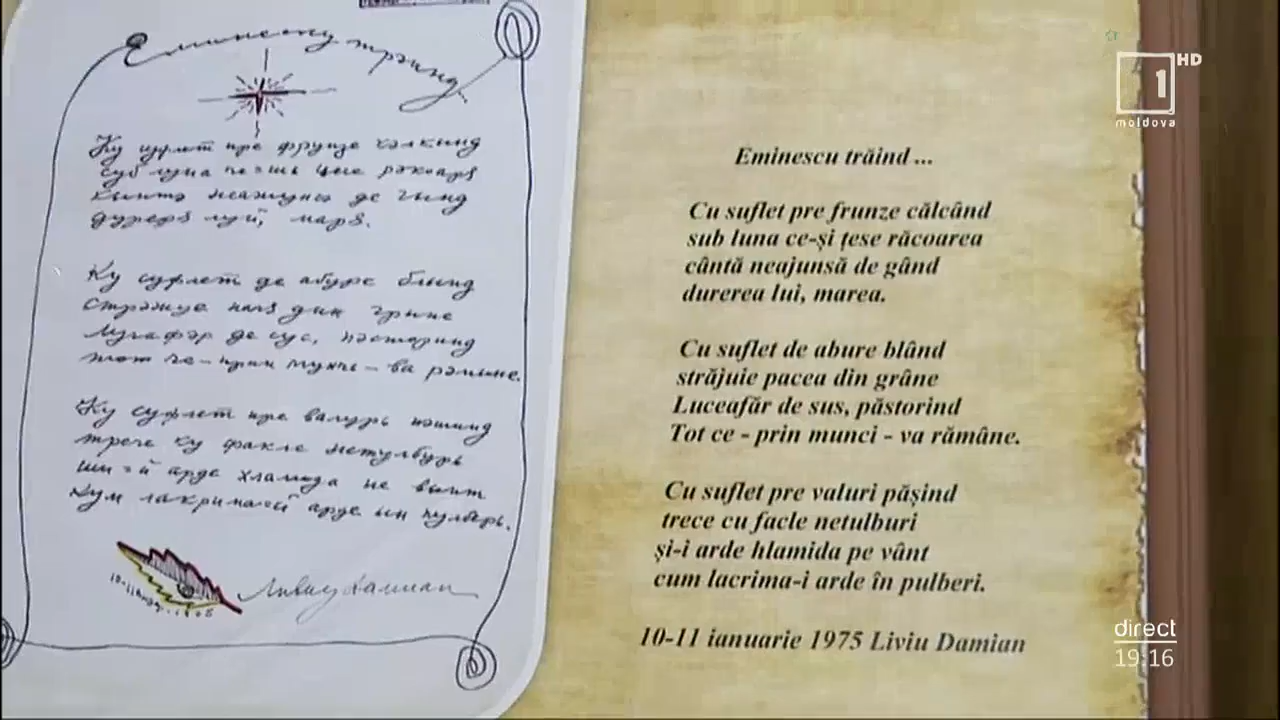 Еминеску трэинд...
Ку суфлет пре фрунзе кэлкынд
суб луна че-шь цесе рэкоаря
кынтэ неажунсэ де гынд
дуреря луй, маря.
Ку суфлет де абуре блынд
стрэжуе пачя дин грыне
Лучафэр де сус, пэсторинд
тот че – прин мунчь – ва рэмыне.
Ку суфлет пре валурь пэшинд
трече ку факле нетулбурь
ши-й арде хламида пе вынт
кум лакрима-й арде ын пулберь.
Ливиу Дамиан
Eminescu trăind ...
Cu suflet pre frunze călcând
sub luna ce-și țese răcoarea
cântă neajunsă de gând
durerea lui, marea.
Cu suflet de abure blând
străjuie pacea din grâne
Luceafăr de sus, păstorind
Tot ce - prin munci - va rămâne.
Cu suflet pre valuri pășind
trece cu facle netulburi
și-i arde hlamida pe vânt
cum lacrima-i arde în pulberi.
10-11 ianuarie 1975 Liviu Damian
1 HD
moldova
direct
19:16